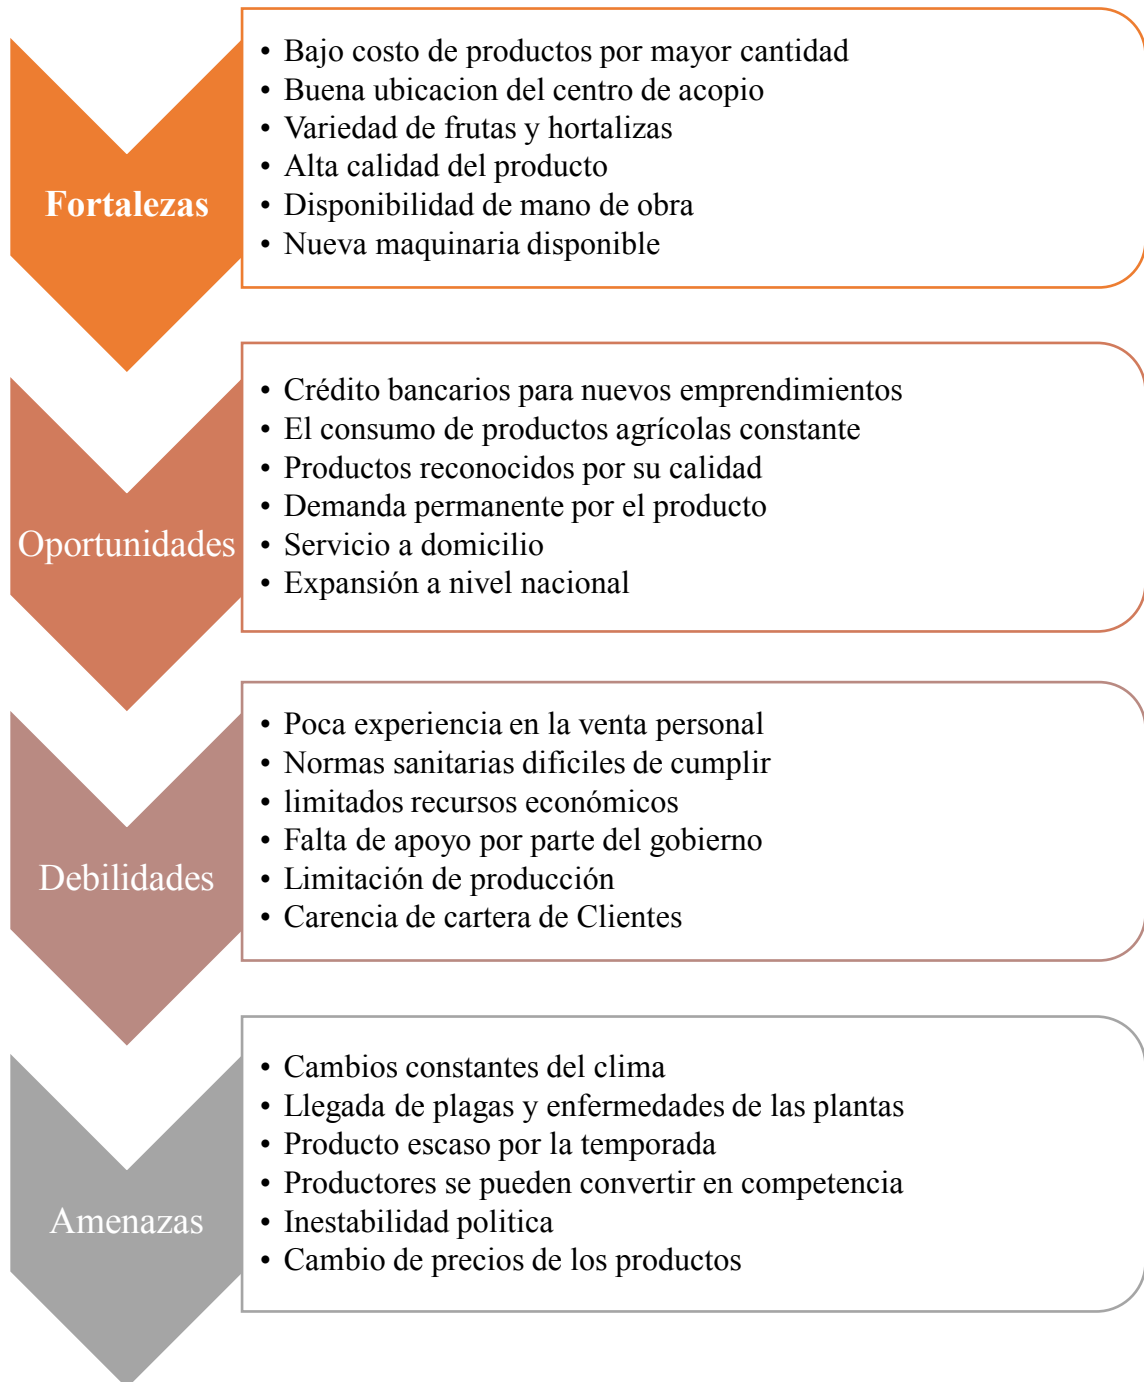 Fortalezas
• Bajo costo de productos por mayor cantidad
• Buena ubicacion del centro de acopio
• Variedad de frutas y hortalizas
• Alta calidad del producto
• Disponibilidad de mano de obra
• Nueva maquinaria disponible
Oportunidades
• Crédito bancarios para nuevos emprendimientos
• El consumo de productos agrícolas constante
• Productos reconocidos por su calidad
• Demanda permanente por el producto
• Servicio a domicilio
• Expansión a nivel nacional
Debilidades
• Poca experiencia en la venta personal
• Normas sanitarias dificiles de cumplir
• limitados recursos económicos
• Falta de apoyo por parte del gobierno
• Limitación de producción
• Carencia de cartera de Clientes
Amenazas
• Cambios constantes del clima
• Llegada de plagas y enfermedades de las plantas
• Producto escaso por la temporada
• Productores se pueden convertir en competencia
• Inestabilidad politica
• Cambio de precios de los productos